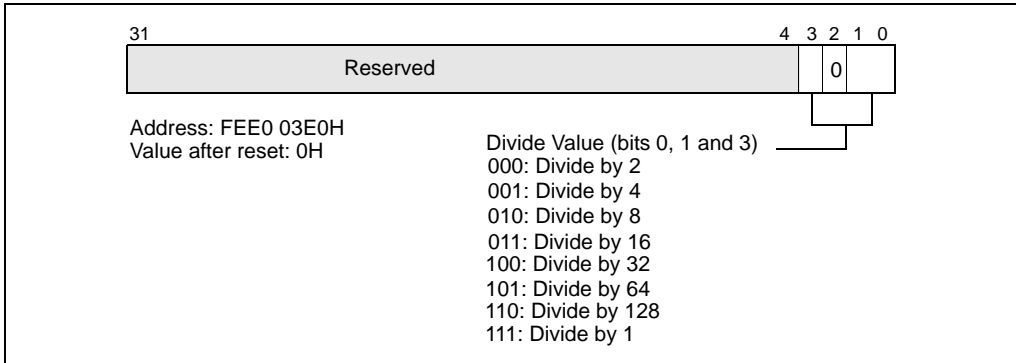 31 4 3 2 1 0
Reserved 0
Address: FEE0 03E0H
Value after reset: 0H
Divide Value (bits 0, 1 and 3)
000: Divide by 2
001: Divide by 4
010: Divide by 8
011: Divide by 16
100: Divide by 32
101: Divide by 64
110: Divide by 128
111: Divide by 1